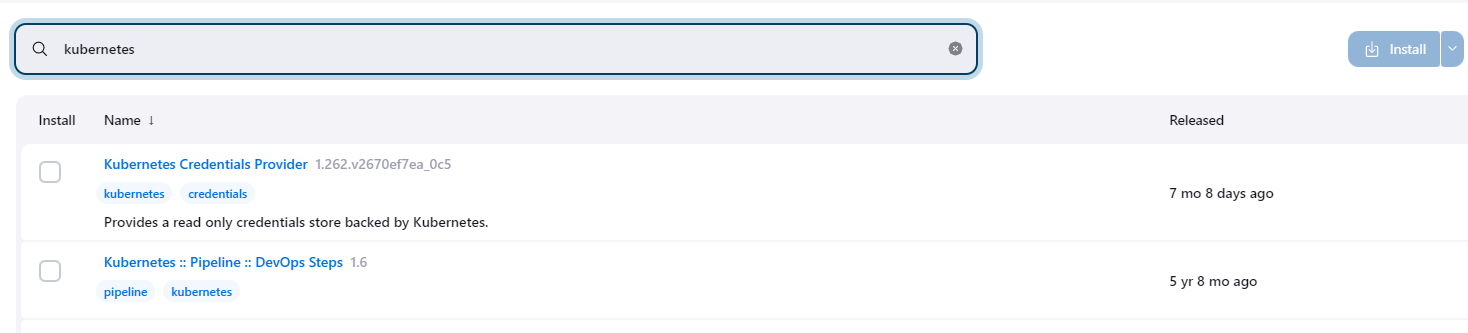 kubernetes
Install
Install Name ↓ Released
Kubernetes Credentials Provider 1.262.v2670ef7ea_0c5
kubernetes credentials
7 mo 8 days ago
Provides a read only credentials store backed by Kubernetes.
Kubernetes :: Pipeline :: DevOps Steps 1.6
5 yr 8 mo ago
pipeline kubernetes